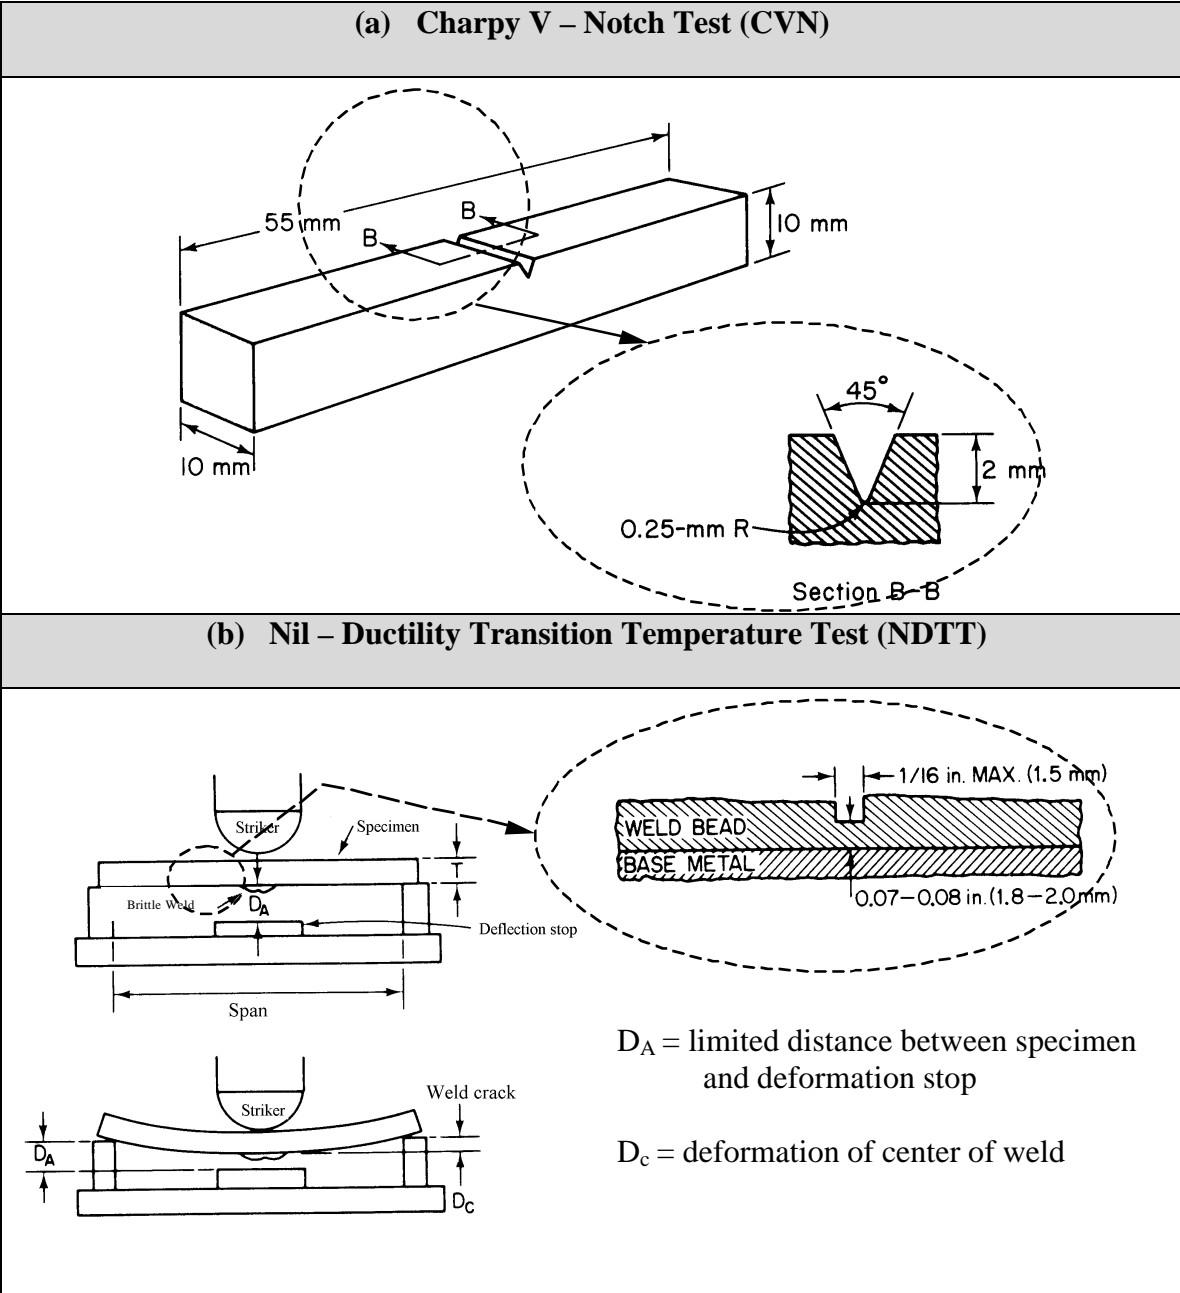 (a) Charpy V – Notch Test (CVN)
55 mm
B
B
10 mm
10 mm
45°
2 mm
0.25-mm R
Section B-B
(b) Nil – Ductility Transition Temperature Test (NDTT)
Striker
Specimen
T
Brittle Weld
DA
Deflection stop
Span
1/16 in. MAX. (1.5 mm)
WELD BEAD
BASE METAL
0.07-0.08 in. (1.8-2.0mm)
Striker
Weld crack
DA
DC
DA = limited distance between specimen
and deformation stop
Dc = deformation of center of weld